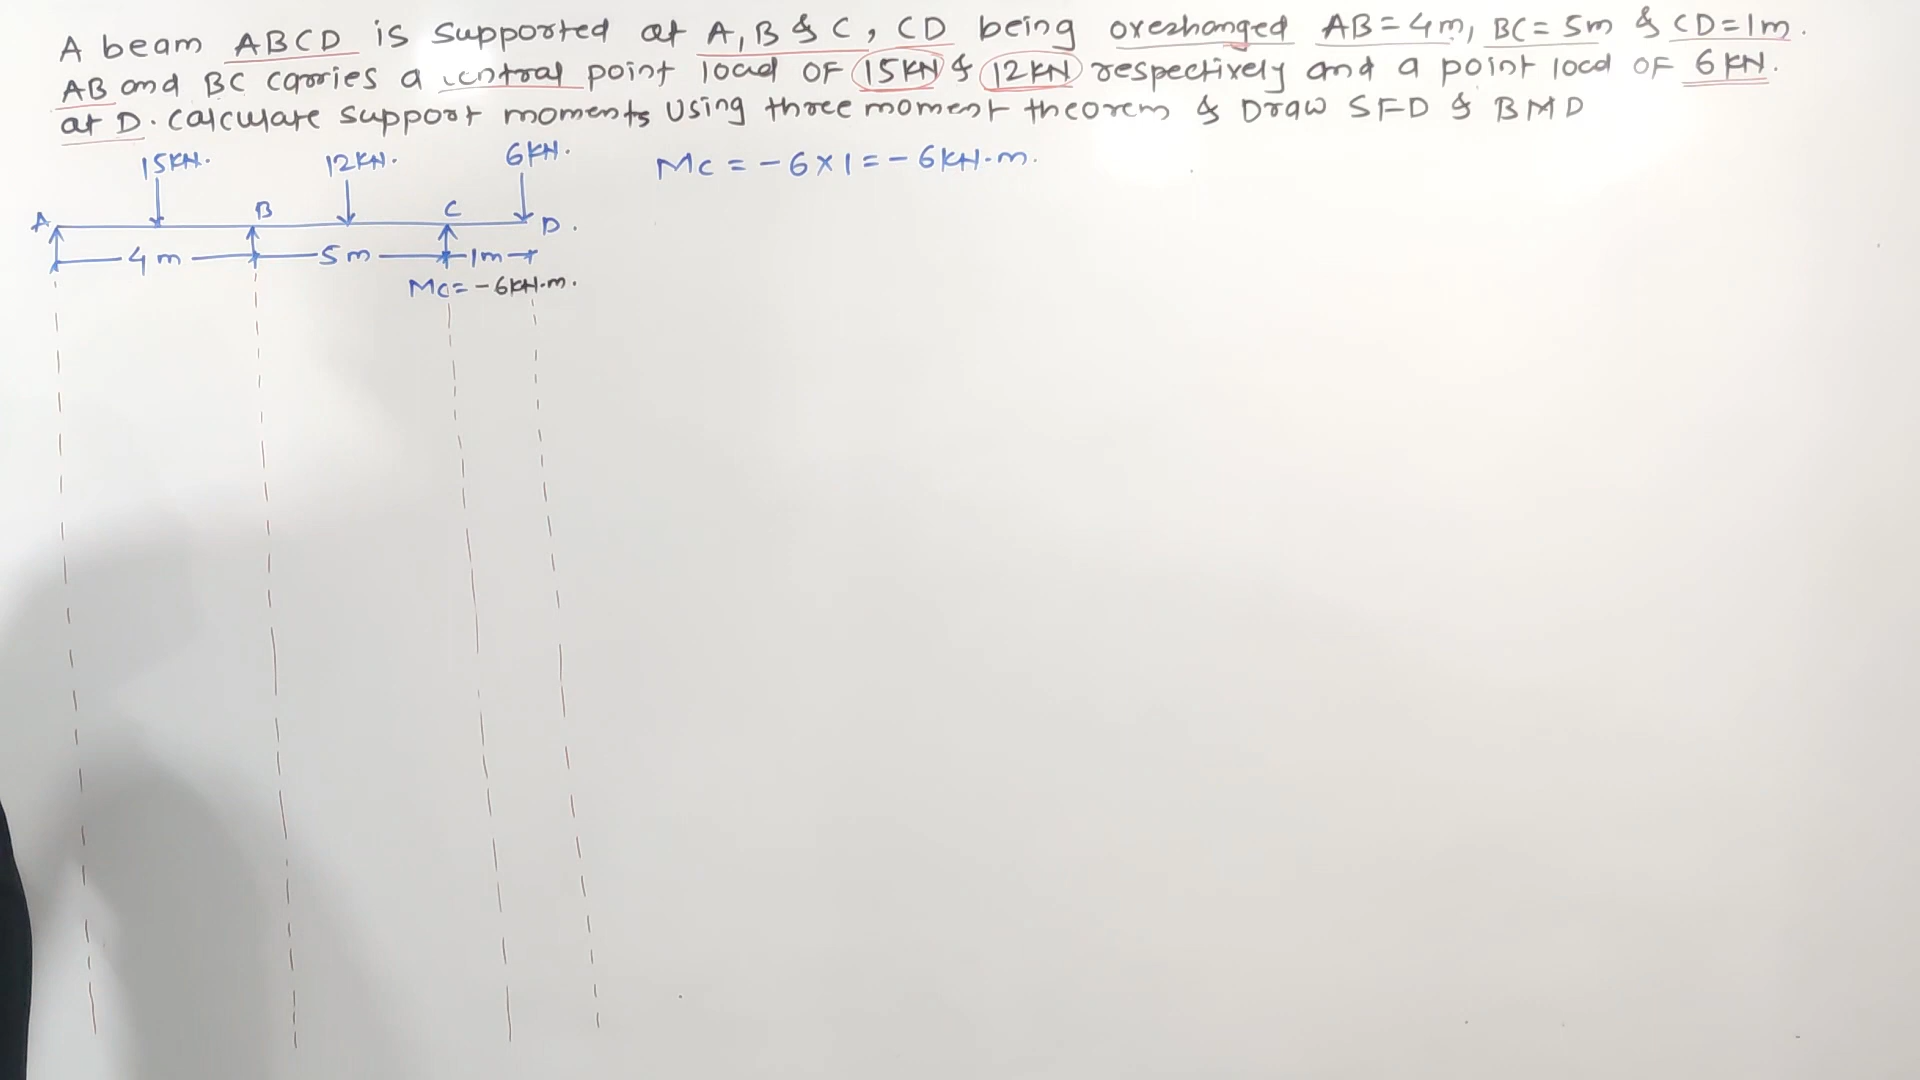 A beam ABCD is supported at A, B & C, CD being overhanged AB = 4m, BC = 5m & CD = 1m.
AB and BC carries a central point load OF 15KN & 12KN respectively and a point load OF 6KN.
at D. Calculate support moments Using three moment theorem & Draw SFD & BMD
15KN. 12KN. 6KN.
Mc = -6 x 1 = -6KN.m.
A B C D.
4m 5m 1m
Mc = -6KN.m.